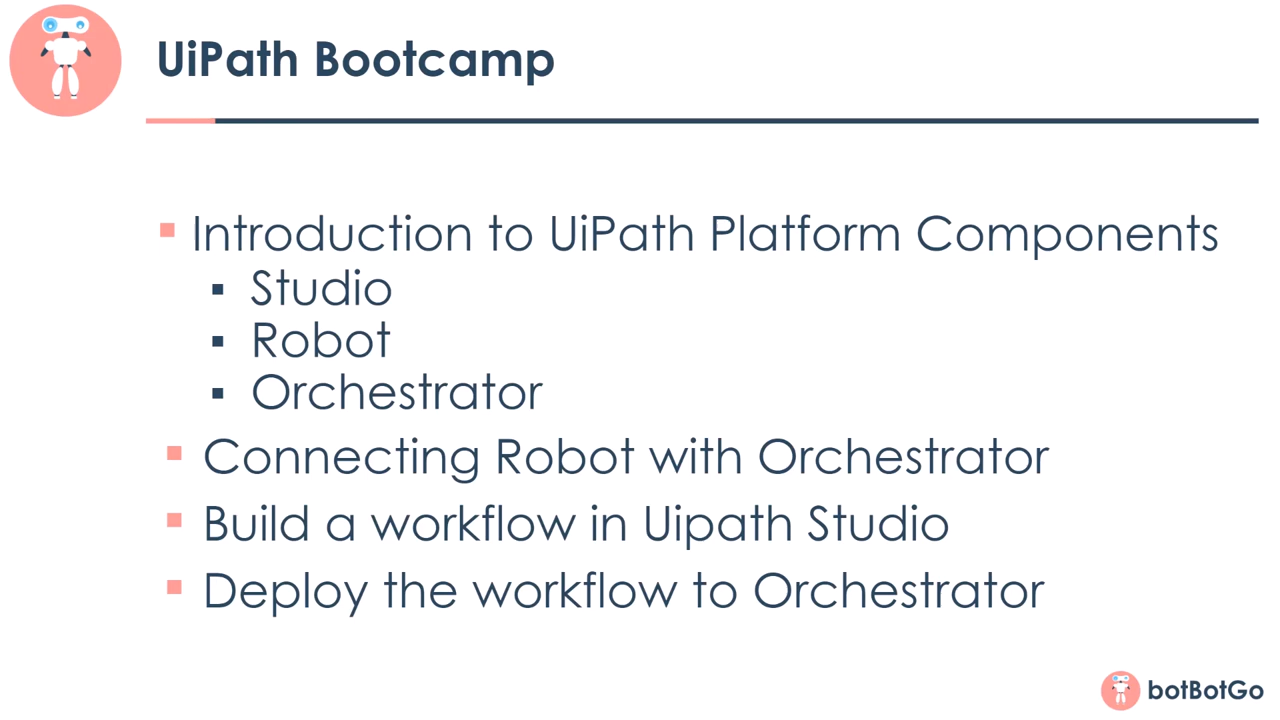 UiPath Bootcamp
Introduction to UiPath Platform Components
Studio
Robot
Orchestrator
Connecting Robot with Orchestrator
Build a workflow in Uipath Studio
Deploy the workflow to Orchestrator
botBotGo